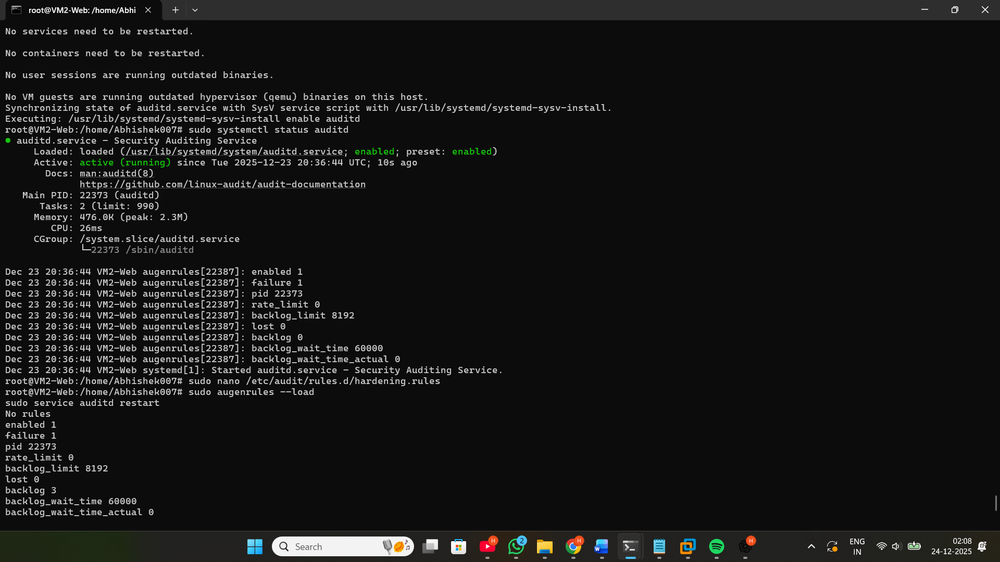 root@VM2-Web: /home/Abhi
No services need to be restarted.
No containers need to be restarted.
No user sessions are running outdated binaries.
No VM guests are running outdated hypervisor (qemu) binaries on this host.
Synchronizing state of auditd.service with SysV service script with /usr/lib/systemd/systemd-sysv-install.
Executing: /usr/lib/systemd/systemd-sysv-install enable auditd
root@VM2-Web:/home/Abhishek007# sudo systemctl status auditd
● auditd.service - Security Auditing Service
Loaded: loaded (/usr/lib/systemd/system/auditd.service; enabled; preset: enabled)
Active: active (running) since Tue 2025-12-23 20:36:44 UTC; 10s ago
Docs: man:auditd(8)
https://github.com/linux-audit/audit-documentation
Main PID: 22373 (auditd)
Tasks: 2 (limit: 990)
Memory: 476.0K (peak: 2.3M)
CPU: 26ms
CGroup: /system.slice/auditd.service
└─22373 /sbin/auditd
Dec 23 20:36:44 VM2-Web augenrules[22387]: enabled 1
Dec 23 20:36:44 VM2-Web augenrules[22387]: failure 1
Dec 23 20:36:44 VM2-Web augenrules[22387]: pid 22373
Dec 23 20:36:44 VM2-Web augenrules[22387]: rate_limit 0
Dec 23 20:36:44 VM2-Web augenrules[22387]: backlog_limit 8192
Dec 23 20:36:44 VM2-Web augenrules[22387]: lost 0
Dec 23 20:36:44 VM2-Web augenrules[22387]: backlog 0
Dec 23 20:36:44 VM2-Web augenrules[22387]: backlog_wait_time 60000
Dec 23 20:36:44 VM2-Web augenrules[22387]: backlog_wait_time_actual 0
Dec 23 20:36:44 VM2-Web systemd[1]: Started auditd.service - Security Auditing Service.
root@VM2-Web:/home/Abhishek007# sudo nano /etc/audit/rules.d/hardening.rules
root@VM2-Web:/home/Abhishek007# sudo augenrules --load
sudo service auditd restart
No rules
enabled 1
failure 1
pid 22373
rate_limit 0
backlog_limit 8192
lost 0
backlog 3
backlog_wait_time 60000
backlog_wait_time_actual 0
Search
H
2
H
W
H
ENG
IN
02:08
24-12-2025